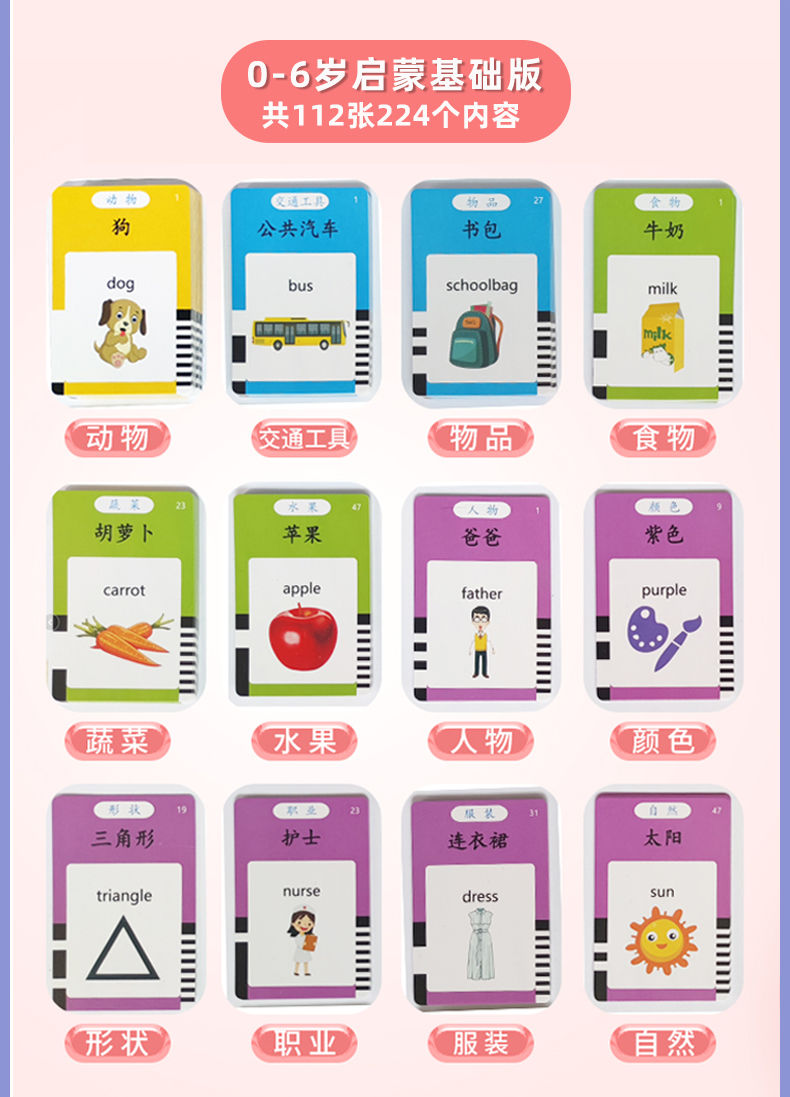 0-6岁启蒙基础版
共112张224个内容
动物 1
狗
dog
交通工具 1
公共汽车
bus
物品 27
书包
schoolbag
食物 1
牛奶
milk
milk
动物
交通工具
物品
食物
蔬菜 23
胡萝卜
carrot
水果 47
苹果
apple
人物 1
爸爸
father
颜色 9
紫色
purple
蔬菜
水果
人物
颜色
形状 19
三角形
triangle
职业 23
护士
nurse
服装 31
连衣裙
dress
自然 47
太阳
sun
形状
职业
服装
自然